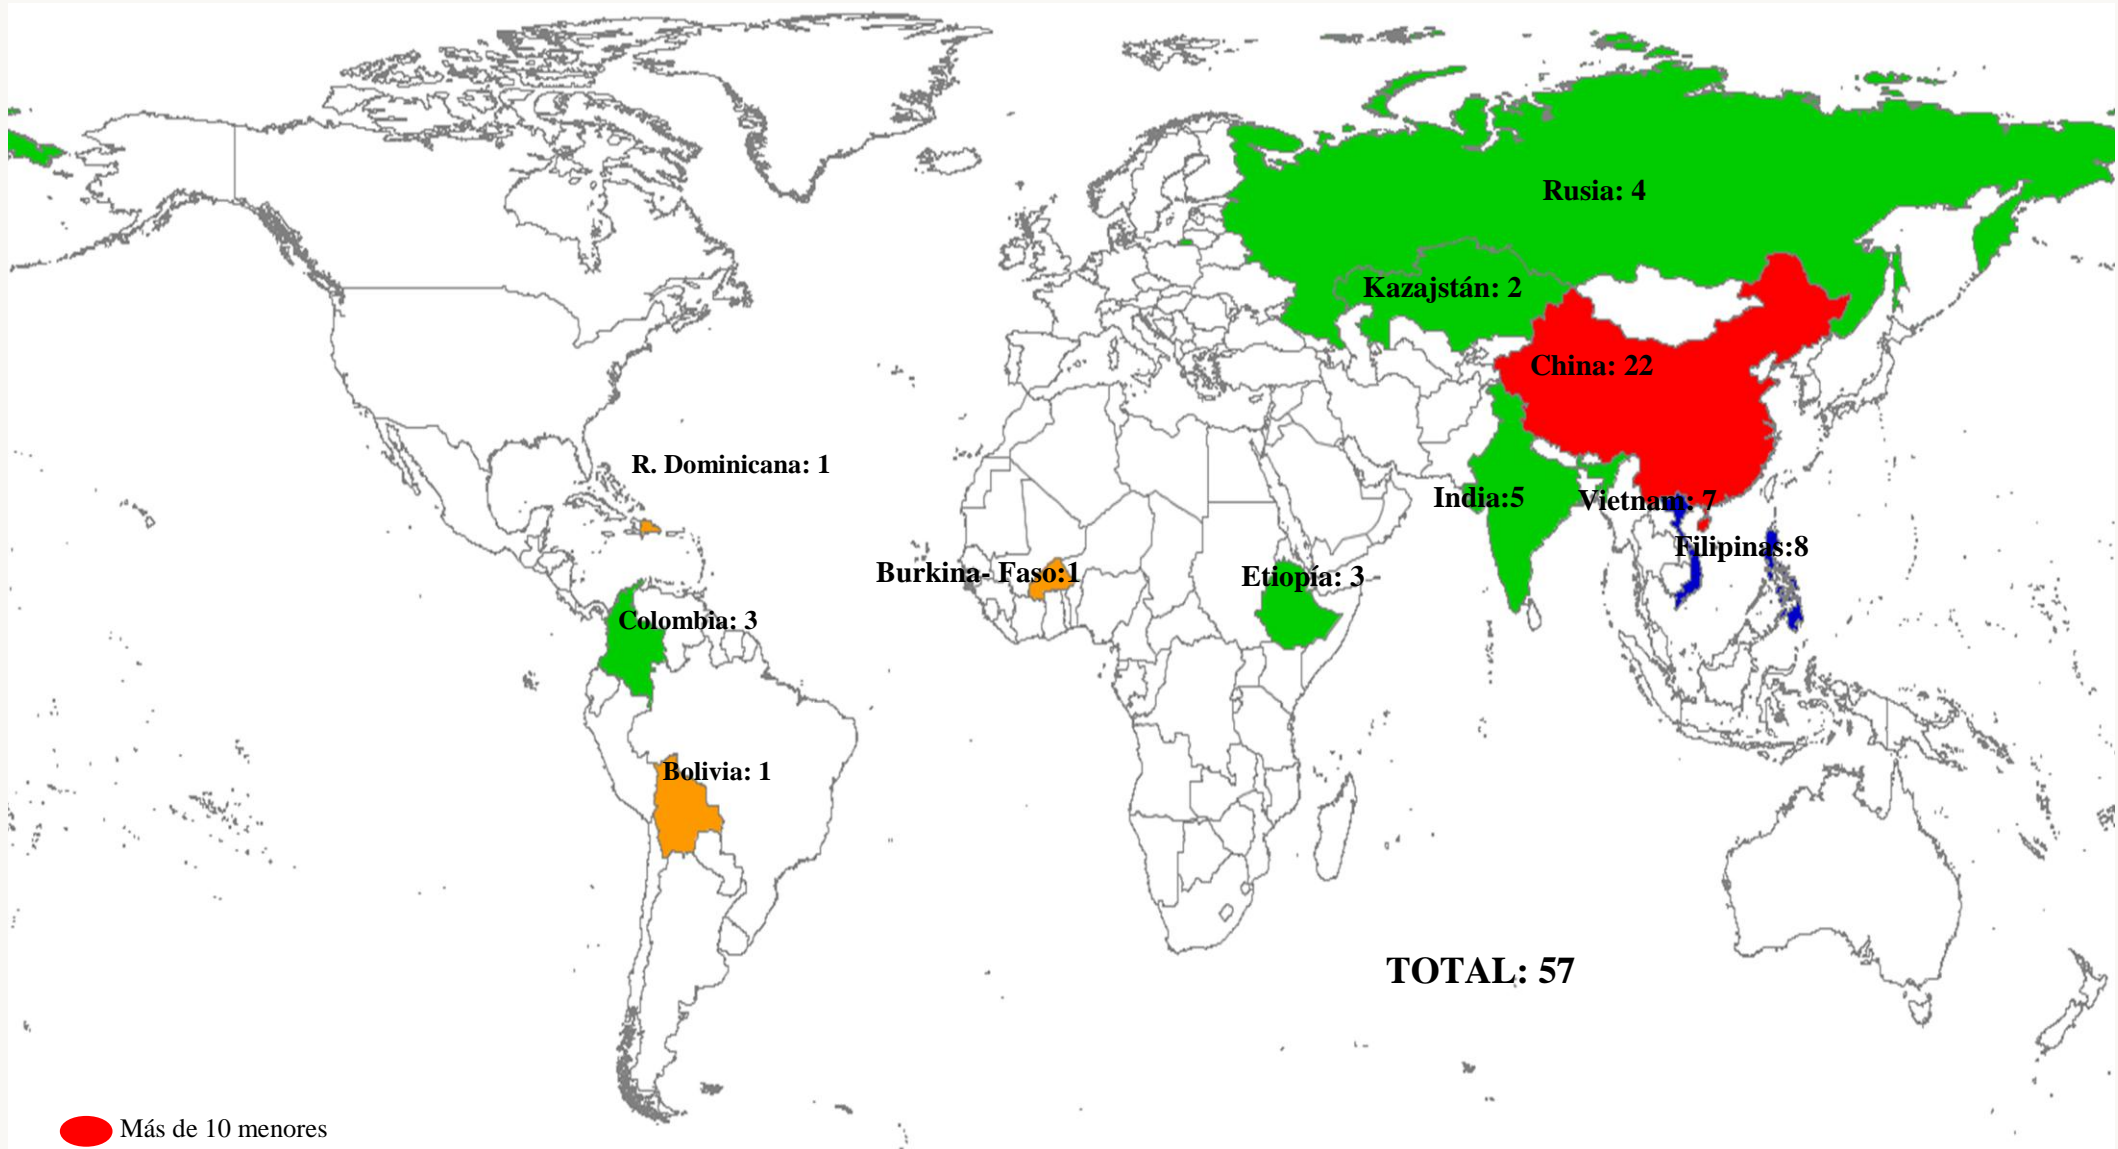 Rusia: 4
Kazajstán: 2
China: 22
R. Dominicana: 1
India:5
Vietnam: 7
Filipinas:8
Burkina- Faso:1
Etiopía: 3
Colombia: 3
Bolivia: 1
TOTAL: 57
Más de 10 menores